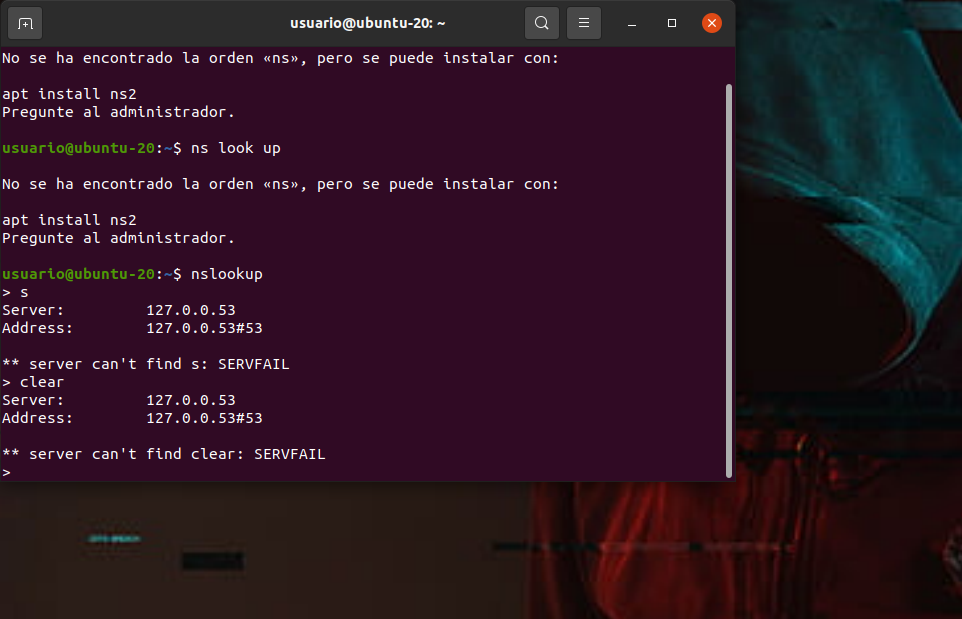 usuario@ubuntu-20: ~
No se ha encontrado la orden «ns», pero se puede instalar con:
apt install ns2
Pregunte al administrador.
usuario@ubuntu-20:~$ ns look up
No se ha encontrado la orden «ns», pero se puede instalar con:
apt install ns2
Pregunte al administrador.
usuario@ubuntu-20:~$ nslookup
> s
Server:         127.0.0.53
Address:        127.0.0.53#53
** server can't find s: SERVFAIL
> clear
Server:         127.0.0.53
Address:        127.0.0.53#53
** server can't find clear: SERVFAIL
>